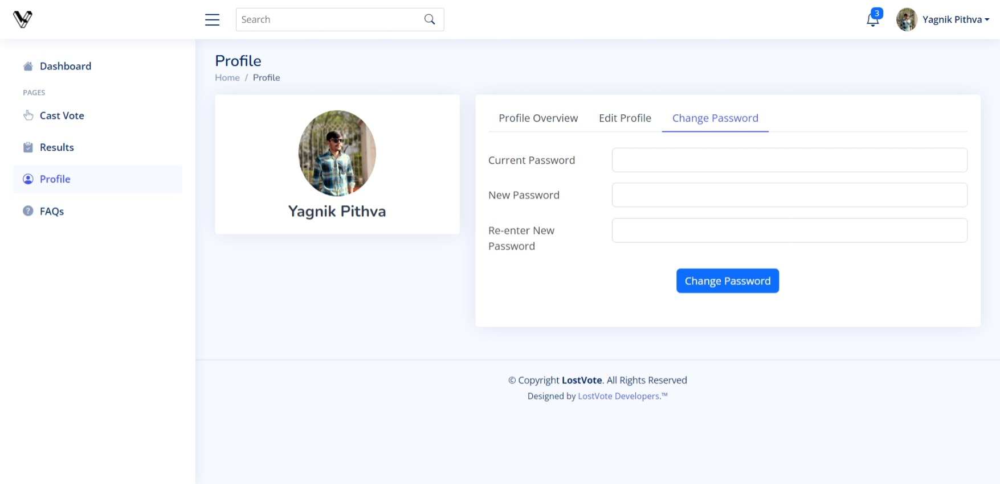 Search
3
Yagnik Pithva
Dashboard
PAGES
Cast Vote
Results
Profile
FAQs
Profile
Home / Profile
Yagnik Pithva
Profile Overview
Edit Profile
Change Password
Current Password
New Password
Re-enter New
Password
Change Password
© Copyright LostVote. All Rights Reserved
Designed by LostVote Developers.™